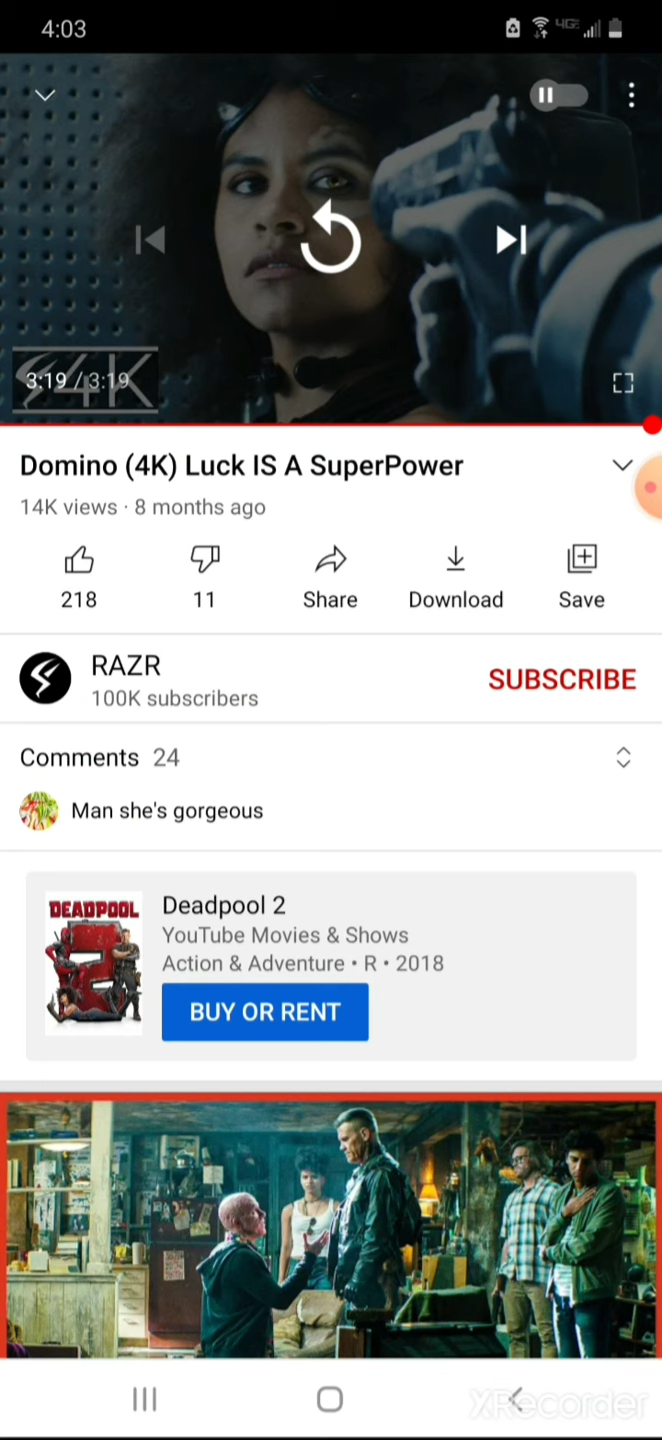 4:03
4GE
4K
3:19 / 3:19
Domino (4K) Luck IS A SuperPower
14K views · 8 months ago
218
11
Share
Download
Save
RAZR
100K subscribers
SUBSCRIBE
Comments 24
Man she's gorgeous
DEADPOOL
2
Deadpool 2
YouTube Movies & Shows
Action & Adventure • R • 2018
BUY OR RENT
XRecorder